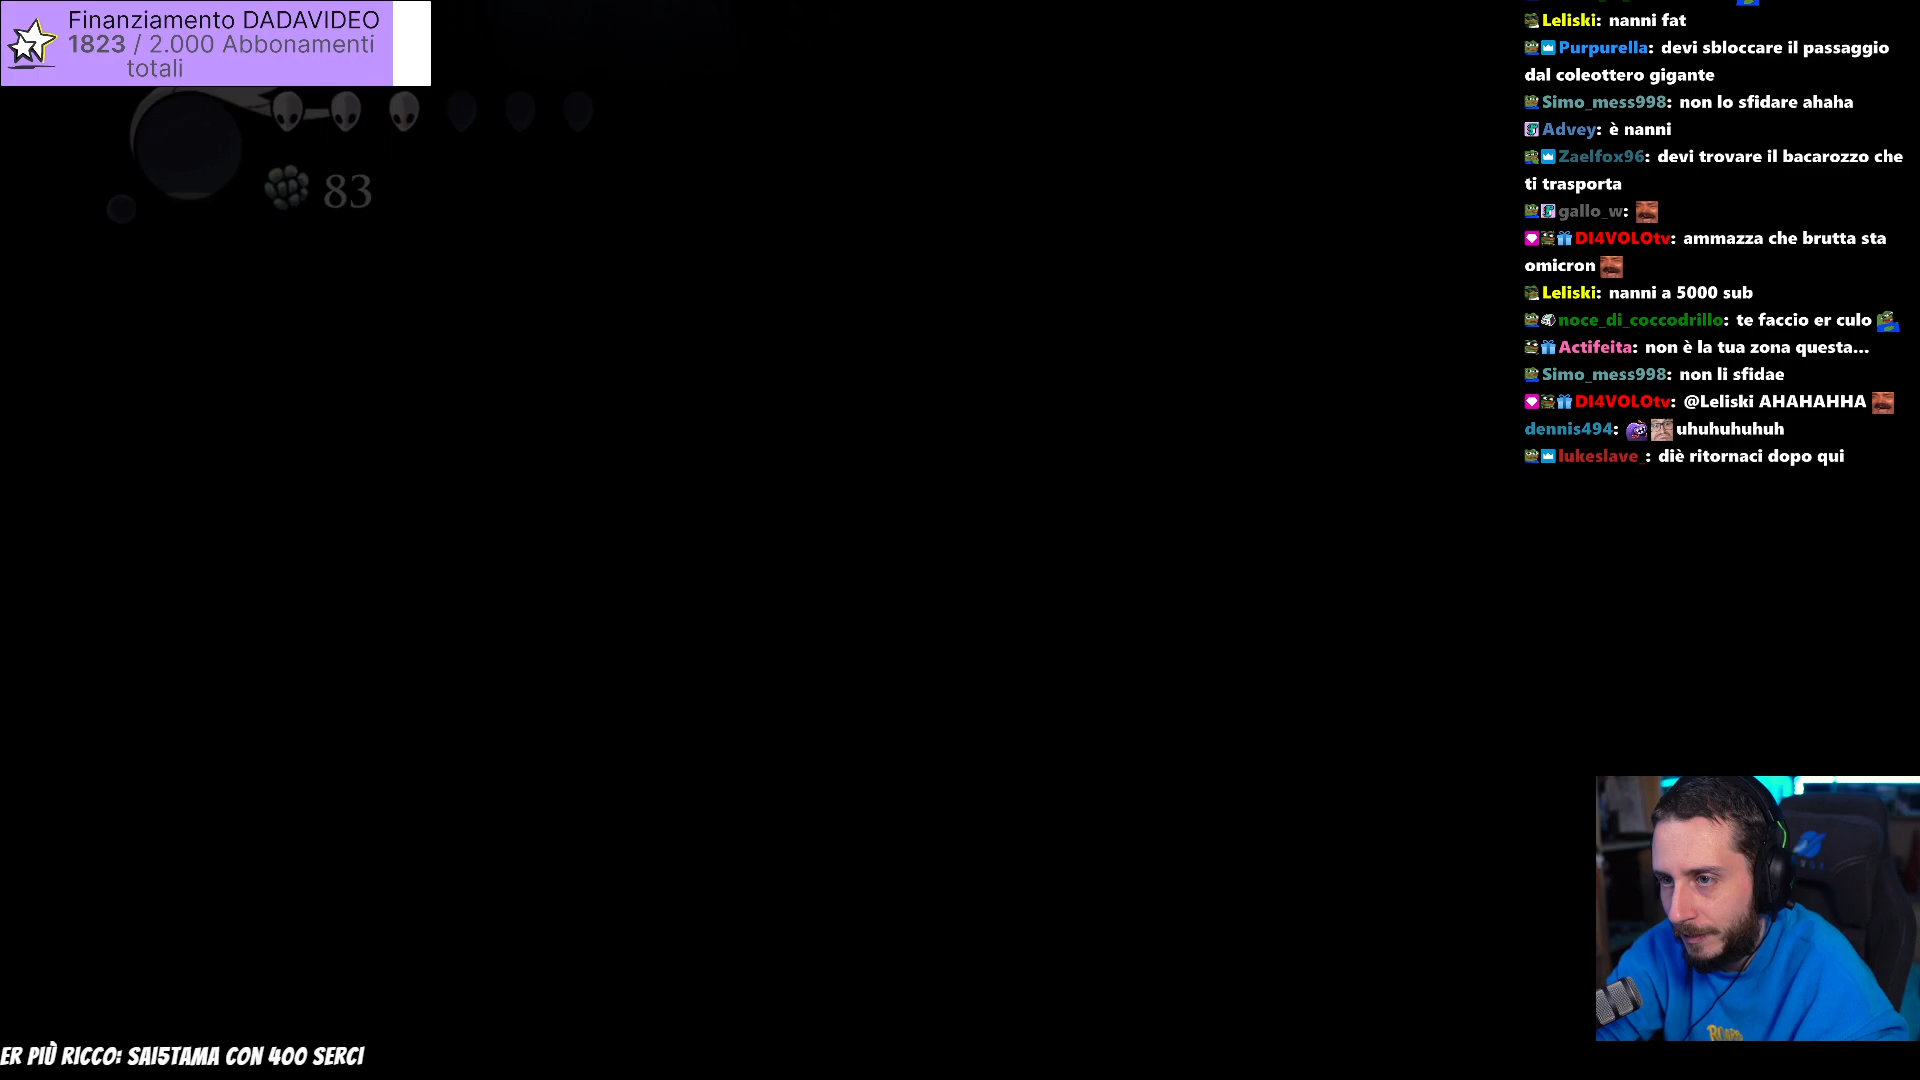 Finanziamento DADAVIDEO
1823 / 2.000 Abbonamenti
totali
83
Leliski: nanni fat
Purpurella: devi sbloccare il passaggio
dal coleottero gigante
Simo_mess998: non lo sfidare ahaha
Advey: è nanni
Zaelfox96: devi trovare il bacarozzo che
ti trasporta
gallo_w:
DI4VOLOtv: ammazza che brutta sta
omicron
Leliski: nanni a 5000 sub
noce_di_coccodrillo: te faccio er culo
Actifeita: non è la tua zona questa...
Simo_mess998: non li sfidae
DI4VOLOtv: @Leliski AHAHAHHA
dennis494: uhuhuhuhuh
lukeslave_: diè ritornaci dopo qui
ER PIÙ RICCO: SAI5TAMA CON 400 SERCI